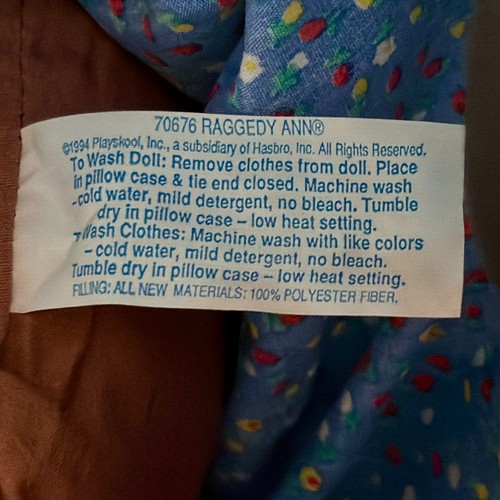 70676 RAGGEDY ANN®
©1994 Playskool, Inc., a subsidiary of Hasbro, Inc. All Rights Reserved.
To Wash Doll: Remove clothes from doll. Place
in pillow case & tie end closed. Machine wash
-cold water, mild detergent, no bleach. Tumble
dry in pillow case – low heat setting.
Wash Clothes: Machine wash with like colors
– cold water, mild detergent, no bleach.
Tumble dry in pillow case – low heat setting.
FILLING: ALL NEW MATERIALS: 100% POLYESTER FIBER.